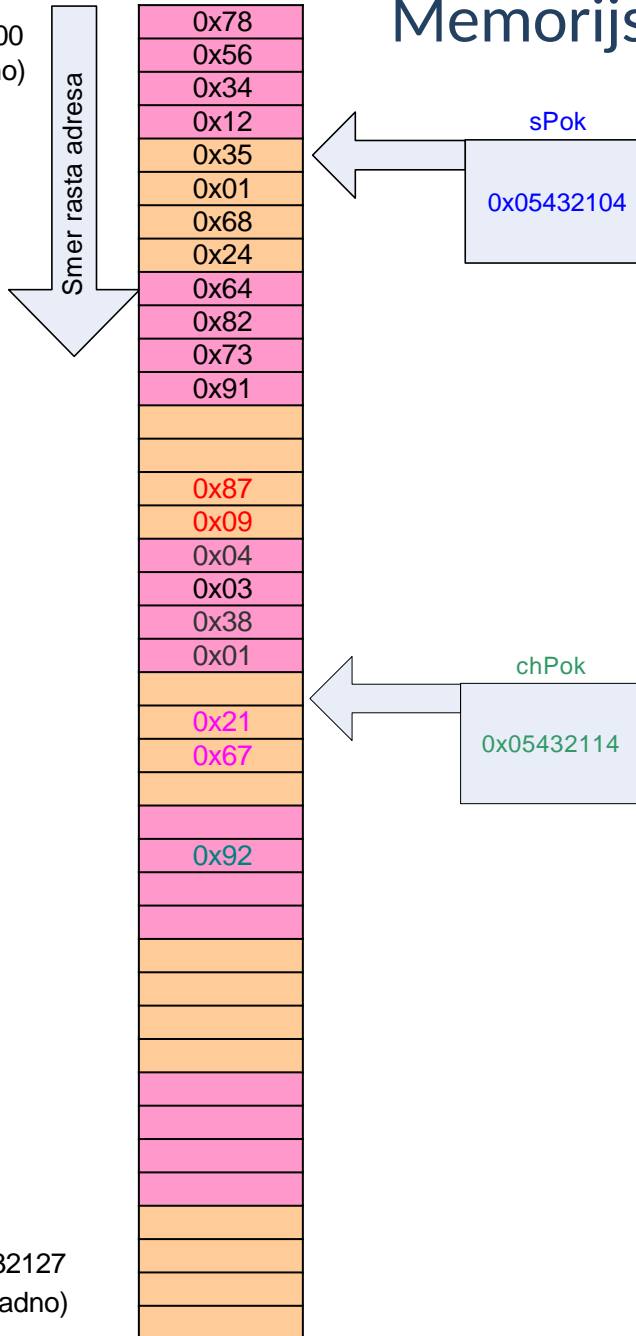 Memorijs
00
o)
Smer rasta adresa
0x78
0x56
0x34
0x12
0x35
0x01
0x68
0x24
0x64
0x82
0x73
0x91
0x87
0x09
0x04
0x03
0x38
0x01
0x21
0x67
0x92
sPok
0x05432104
chPok
0x05432114
32127
adno)